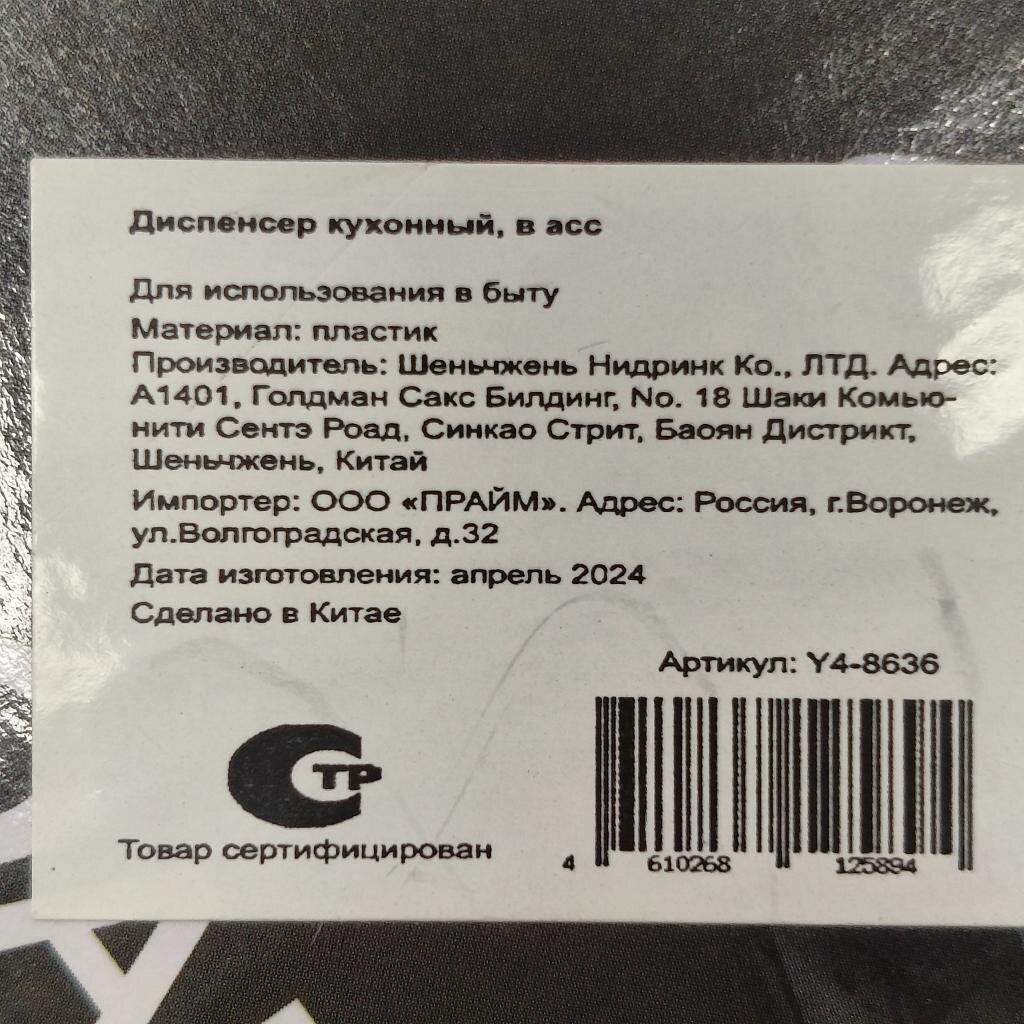 Диспенсер кухонный, в асс
Для использования в быту
Материал: пластик
Производитель: Шеньчжень Нидринк Ко., ЛТД. Адрес:
А1401, Голдман Сакс Билдинг, No. 18 Шаки Комью-
нити Сентэ Роад, Синкао Стрит, Баоян Дистрикт,
Шеньчжень, Китай
Импортер: ООО «ПРАЙМ». Адрес: Россия, г.Воронеж,
ул.Волгоградская, д.32
Дата изготовления: апрель 2024
Сделано в Китае
Артикул: Y4-8636
СТР
Товар сертифицирован
4 610268 125894